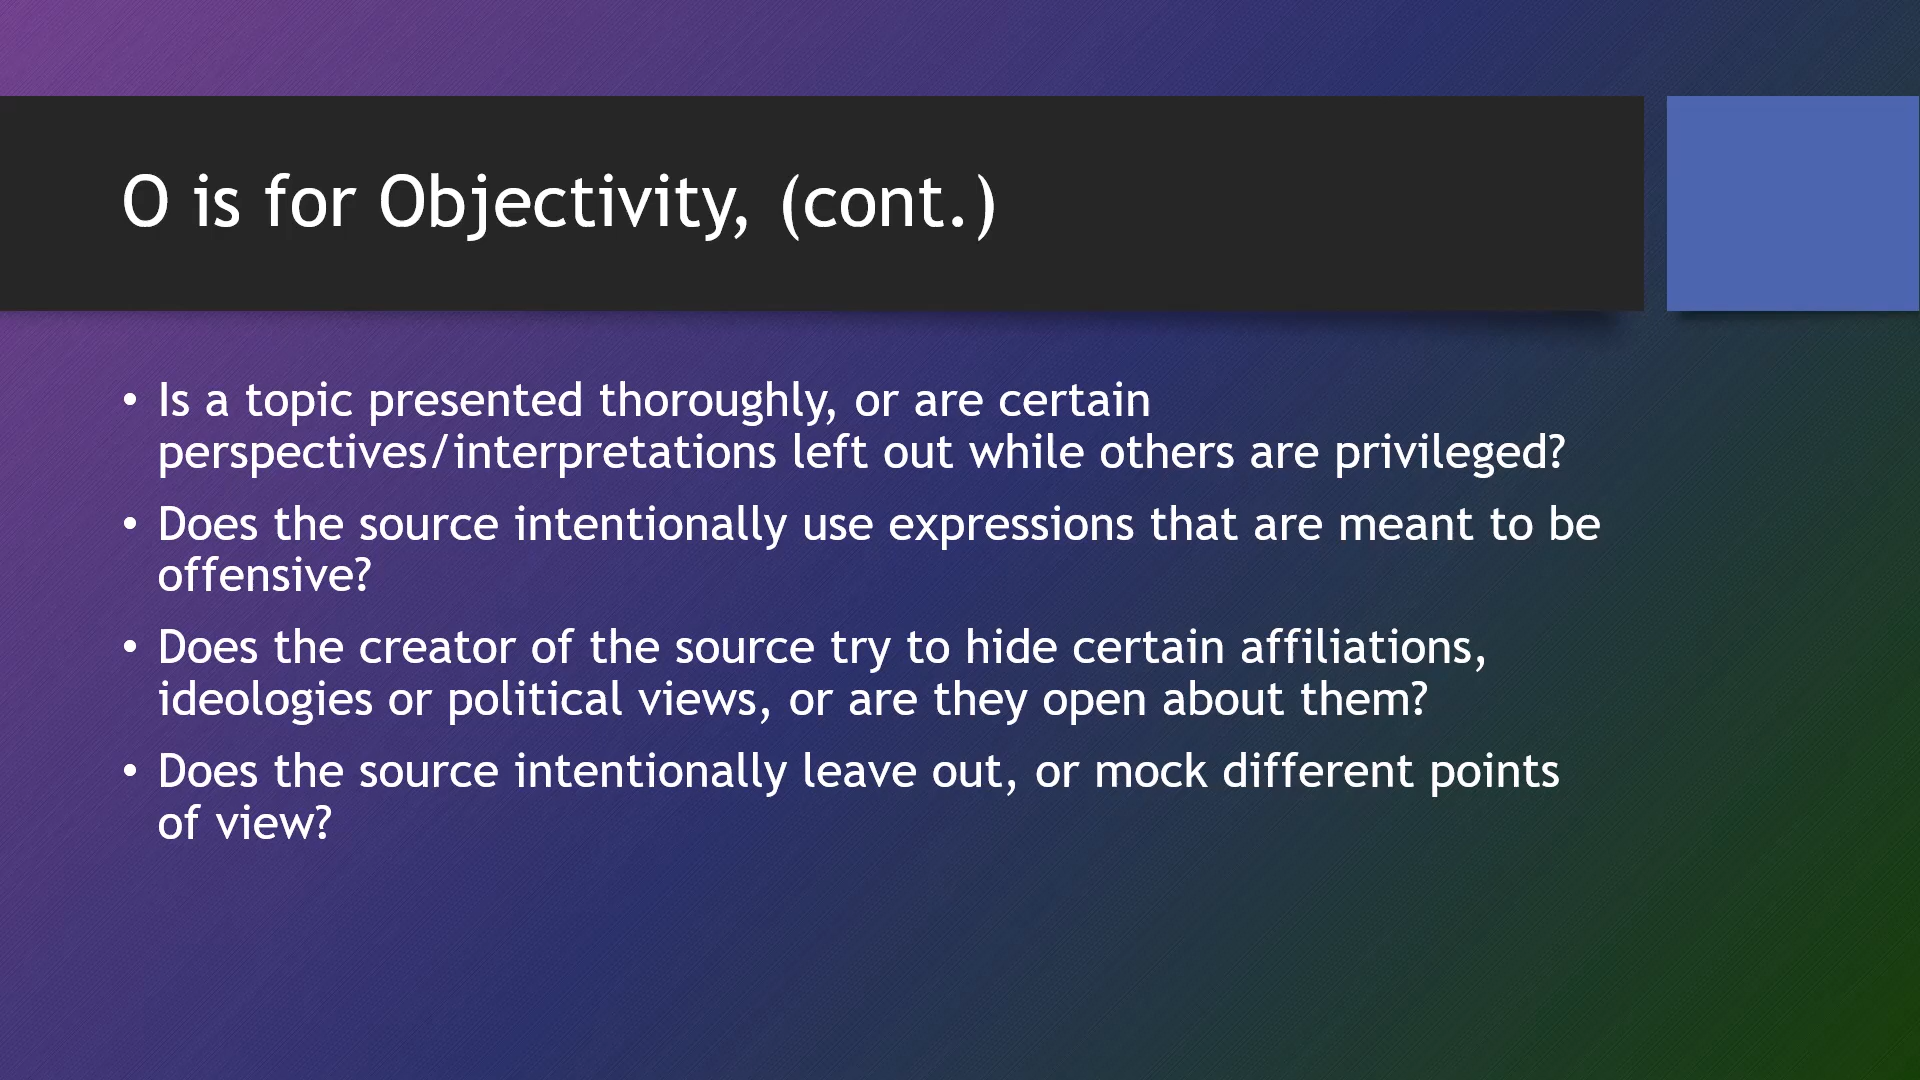 O is for Objectivity, (cont.)
• Is a topic presented thoroughly, or are certain
perspectives/interpretations left out while others are privileged?
• Does the source intentionally use expressions that are meant to be
offensive?
• Does the creator of the source try to hide certain affiliations,
ideologies or political views, or are they open about them?
• Does the source intentionally leave out, or mock different points
of view?